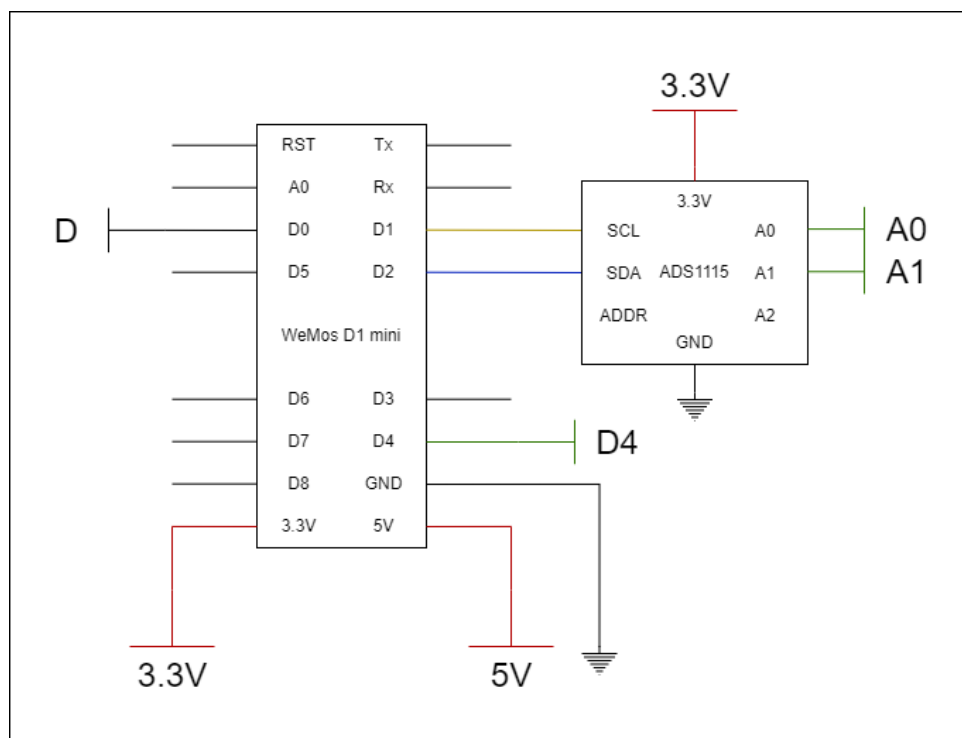 3.3V
RST Tx
A0 Rx
3.3V
D D0 D1 SCL A0 A0
D5 D2 SDA ADS1115 A1 A1
ADDR A2
WeMos D1 mini
GND
D6 D3
D7 D4 D4
D8 GND
3.3V 5V
3.3V 5V